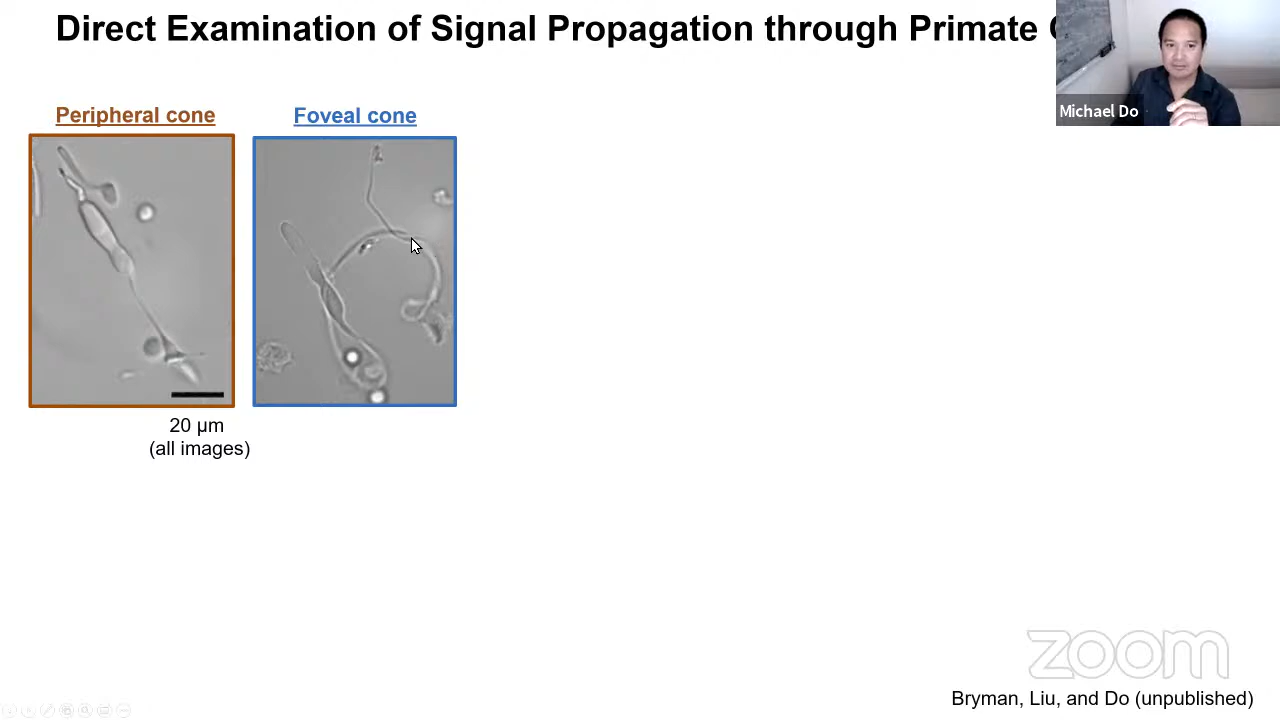 Direct Examination of Signal Propagation through Primate
Michael Do
Peripheral cone
Foveal cone
20 µm
(all images)
zoom
Bryman, Liu, and Do (unpublished)